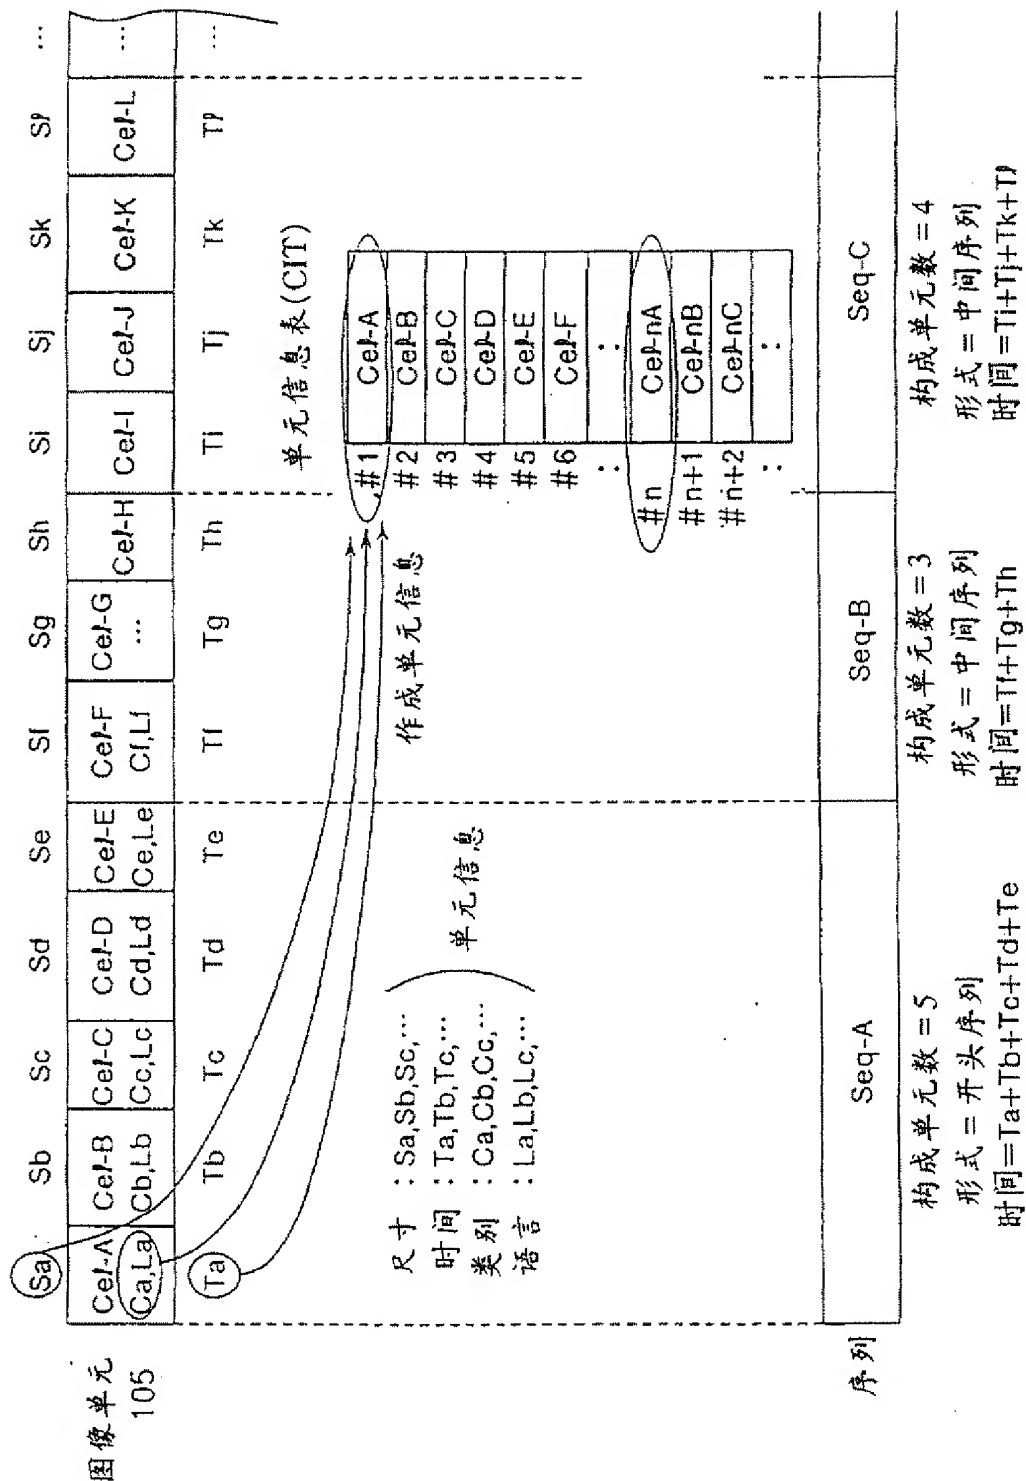 Sa Sb Sc Sd Se Sf Sg Sh Si Sj Sk Sl ...
图像单元
105
Cel-A Cel-B Cel-C Cel-D Cel-E Cel-F Cel-G Cel-H Cel-I Cel-J Cel-K Cel-L ...
Ca,La Cb,Lb Cc,Lc Cd,Ld Ce,Le Cf,Lf ...
Ta Tb Tc Td Te Tf Tg Th Ti Tj Tk Tl ...
单元信息表(CIT)
#1 Cel-A
#2 Cel-B
#3 Cel-C
#4 Cel-D
#5 Cel-E
#6 Cel-F
: :
#n Cel-nA
#n+1 Cel-nB
#n+2 Cel-nC
: :
作成单元信息
尺寸 :Sa,Sb,Sc,...
时间 :Ta,Tb,Tc,...
类别 :Ca,Cb,Cc,...
语言 :La,Lb,Lc,...
单元信息
序列 Seq-A Seq-B Seq-C
构成单元数=5
形式=开头序列
时间=Ta+Tb+Tc+Td+Te
构成单元数=3
形式=中间序列
时间=Tf+Tg+Th
构成单元数=4
形式=中间序列
时间=Ti+Tj+Tk+Tl